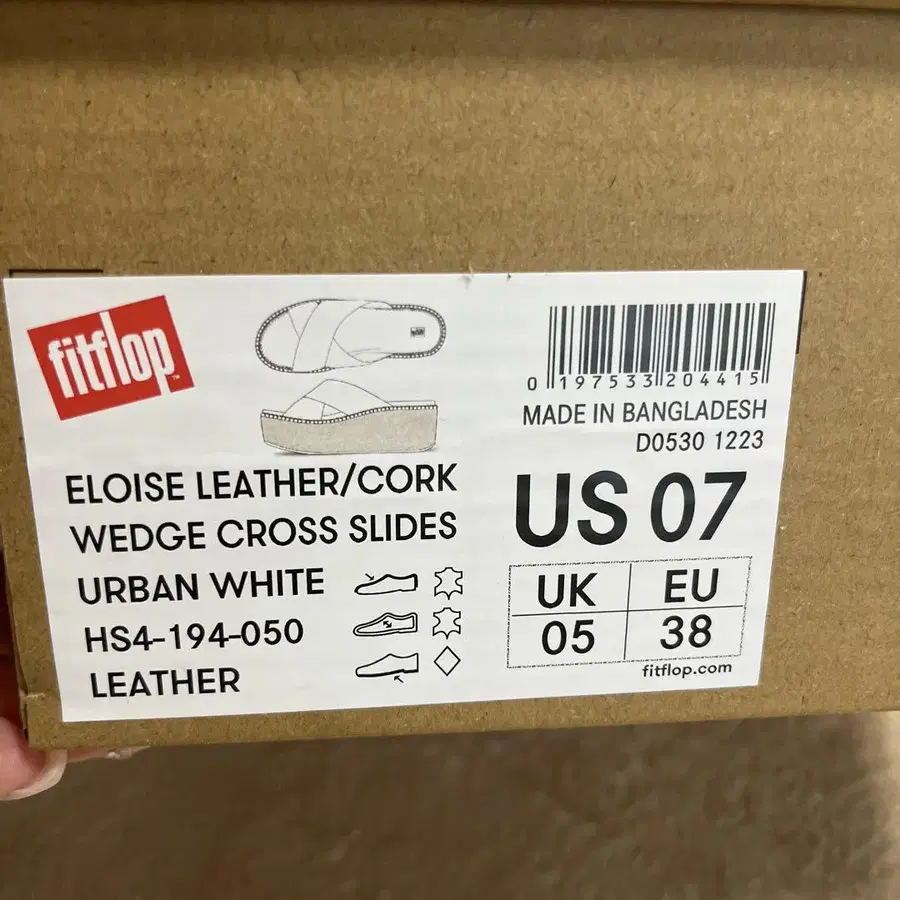 fitflop™
ELOISE LEATHER/CORK
WEDGE CROSS SLIDES
URBAN WHITE
HS4-194-050
LEATHER
0 197533 204415
MADE IN BANGLADESH
D0530 1223
US 07
UK EU
05 38
fitflop.com